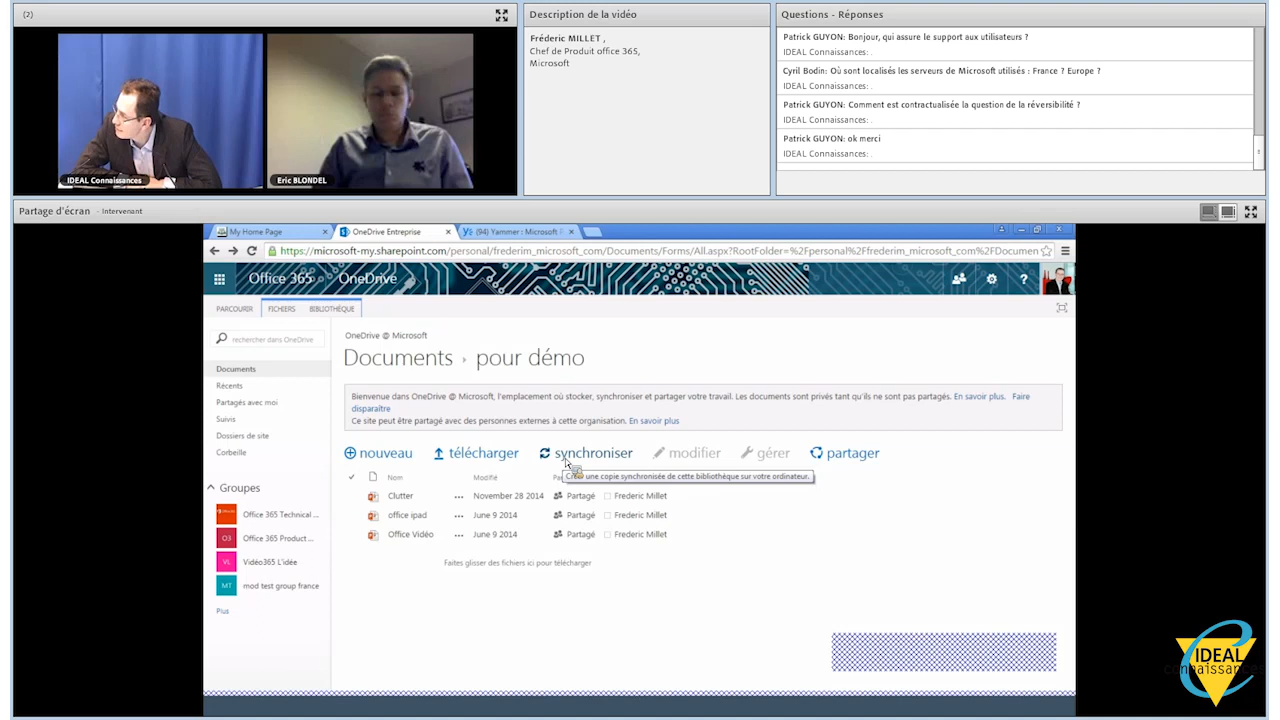 (2)
IDEAL Connaissances
Eric BLONDEL
Description de la vidéo
Fréderic MILLET ,
Chef de Produit office 365,
Microsoft
Questions - Réponses
Patrick GUYON: Bonjour, qui assure le support aux utilisateurs ?
IDEAL Connaissances: .
Cyril Bodin: Où sont localisés les serveurs de Microsoft utilisés : France ? Europe ?
IDEAL Connaissances: .
Patrick GUYON: Comment est contractualisée la question de la réversibilité ?
IDEAL Connaissances: .
Patrick GUYON: ok merci
IDEAL Connaissances: .
Partage d'écran - Intervenant
My Home Page
OneDrive Entreprise
(94) Yammer : Microsoft
https://microsoft-my.sharepoint.com/personal/frederim_microsoft_com/Documents/Forms/All.aspx?RootFolder=%2Fpersonal%2Ffrederim_microsoft_com%2FDocumen
Office 365
OneDrive
?
PARCOURIR
FICHIERS
BIBLIOTHÈQUE
rechercher dans OneDrive
Documents
Récents
Partagés avec moi
Suivis
Dossiers de site
Corbeille
Groupes
Office 365 Technical ...
O3 Office 365 Product ...
VL Vidéo365 L'idée
MT mod test group france
Plus
OneDrive @ Microsoft
Documents › pour démo
Bienvenue dans OneDrive @ Microsoft, l'emplacement où stocker, synchroniser et partager votre travail. Les documents sont privés tant qu'ils ne sont pas partagés. En savoir plus. Faire
disparaître
Ce site peut être partagé avec des personnes externes à cette organisation. En savoir plus
nouveau télécharger synchroniser modifier gérer partager
une copie synchronisée de cette bibliothèque sur votre ordinateur.
Nom Modifié
Clutter ... November 28 2014 Partagé Frederic Millet
office ipad ... June 9 2014 Partagé Frederic Millet
Office Vidéo ... June 9 2014 Partagé Frederic Millet
Faites glisser des fichiers ici pour télécharger
IDEAL
connaissances